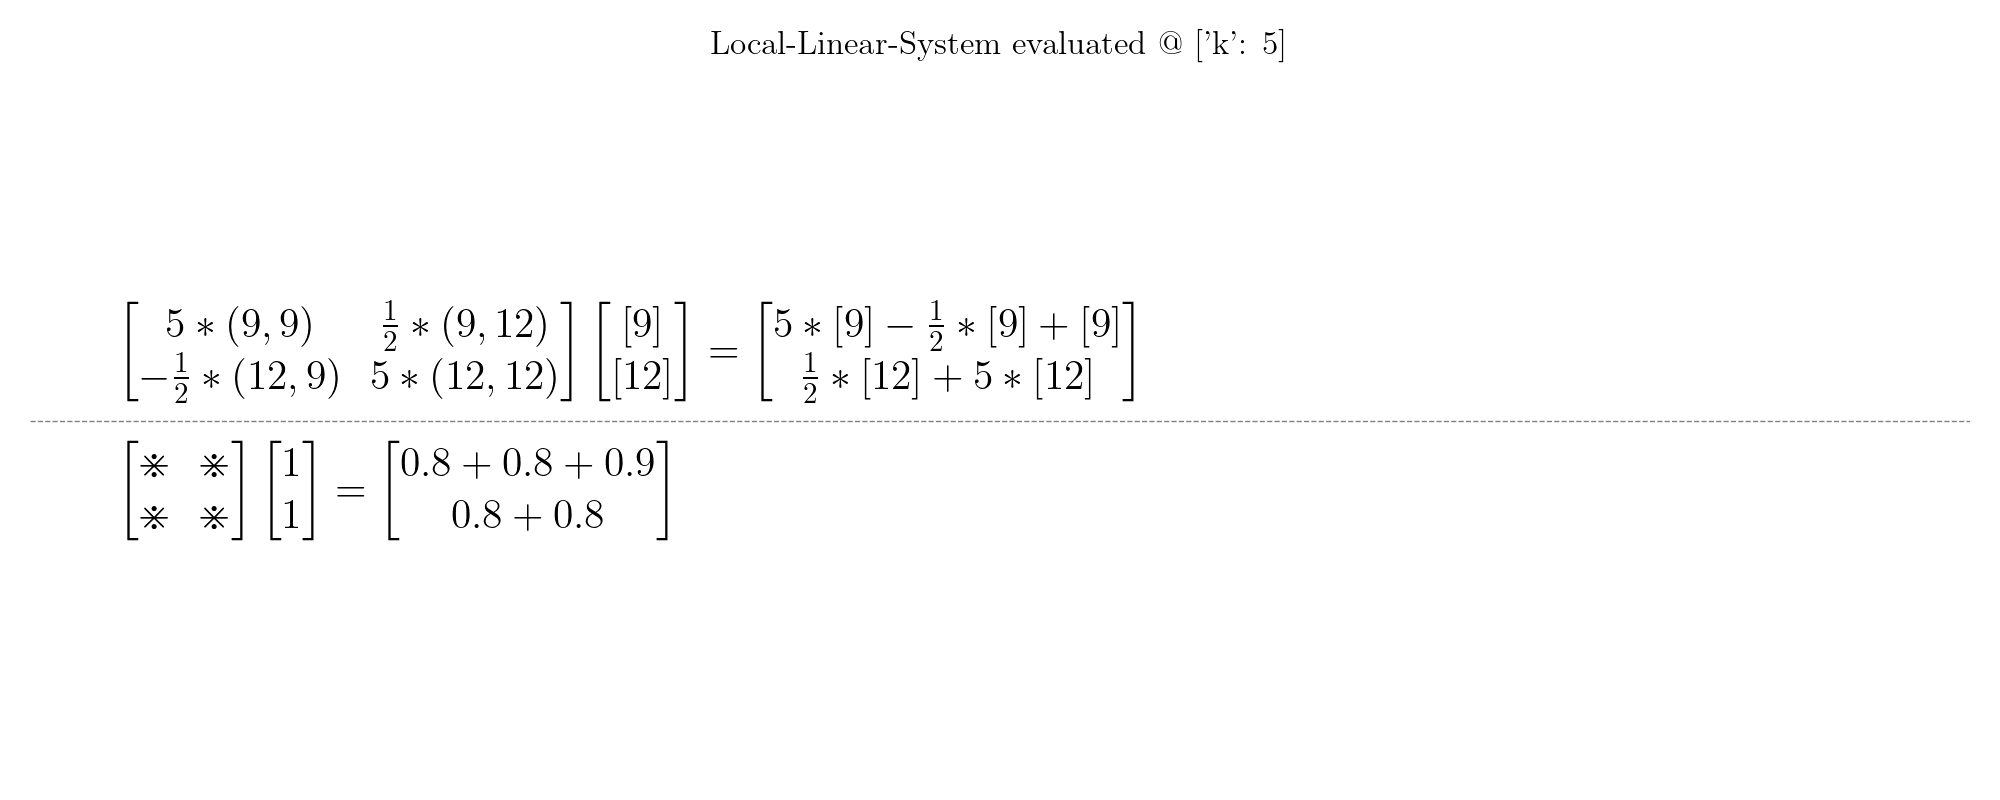 Local-Linear-System evaluated @ ['k': 5]
$$\begin{bmatrix} 5*(9,9) & \frac{1}{2}*(9,12) \\ -\frac{1}{2}*(12,9) & 5*(12,12) \end{bmatrix} \begin{bmatrix} [9] \\ [12] \end{bmatrix} = \begin{bmatrix} 5*[9] - \frac{1}{2}*[9] + [9] \\ \frac{1}{2}*[12] + 5*[12] \end{bmatrix}$$
$$\begin{bmatrix} ⋇ & ⋇ \\ ⋇ & ⋇ \end{bmatrix} \begin{bmatrix} 1 \\ 1 \end{bmatrix} = \begin{bmatrix} 0.8 + 0.8 + 0.9 \\ 0.8 + 0.8 \end{bmatrix}$$